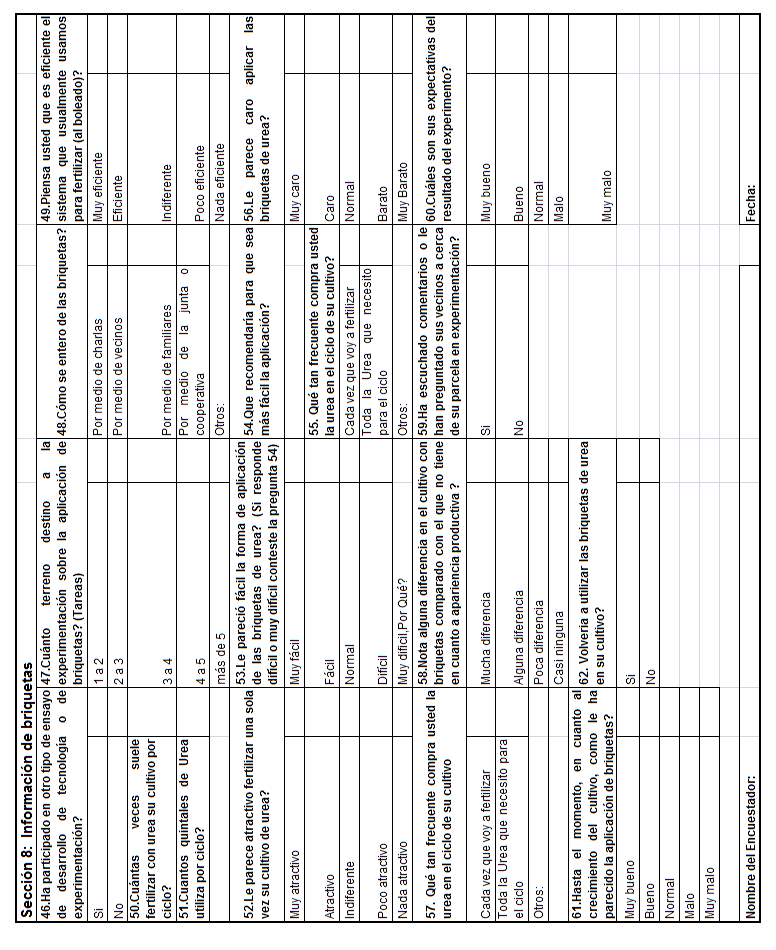 Sección 8:  Información de briquetas
46.Ha participado en otro tipo de ensayo
de desarrollo de tecnología o de
experimentación?
Si
No
47.Cuánto terreno destino a la
experimentación sobre la aplicación de
briquetas? (Tareas)
1 a 2
2 a 3
3 a 4
4 a 5
más de 5
48.Cómo se entero de las briquetas?
Por medio de charlas
Por medio de vecinos
Por medio de familiares
Por medio de la junta o
cooperativa
Otros:
49.Piensa usted que es eficiente el
sistema que usualmente usamos
para fertilizar (al boleado)?
Muy eficiente
Eficiente
Indiferente
Poco eficiente
Nada eficiente
50.Cuántas veces suele
fertilizar con urea su cultivo por
ciclo?
51.Cuantos quintales de Urea
utiliza por ciclo?
52.Le parece atractivo fertilizar una sola
vez su cultivo de urea?
Muy atractivo
Atractivo
Indiferente
Poco atractivo
Nada atractivo
53.Le pareció fácil la forma de aplicación
de las briquetas de urea? (Si responde
difícil o muy difícil conteste la pregunta 54)
Muy fácil
Fácil
Normal
Difícil
Muy difícil,Por Qué?
54.Que recomendaría para que sea
más fácil la aplicación?
55. Qué tan frecuente compra usted
la urea en el ciclo de su cultivo?
Cada vez que voy a fertilizar
Toda la Urea que necesito
para el ciclo
Otros:
56.Le parece caro aplicar las
briquetas de urea?
Muy caro
Caro
Normal
Barato
Muy Barato
57. Qué tan frecuente compra usted la
urea en el ciclo de su cultivo
Cada vez que voy a fertilizar
Toda la Urea que necesito para
el ciclo
Otros:
58.Nota alguna diferencia en el cultivo con
briquetas comparado con el que no tiene
en cuanto a apariencia productiva ?
Mucha diferencia
Alguna diferencia
Poca diferencia
Casi ninguna
59.Ha escuchado comentarios o le
han preguntado sus vecinos a cerca
de su parcela en experimentación?
Si
No
60.Cuáles son sus expectativas del
resultado del experimento?
Muy bueno
Bueno
Normal
Malo
Muy malo
61.Hasta el momento, en cuanto al
crecimiento del cultivo, como le ha
parecido la aplicación de briquetas?
Muy bueno
Bueno
Normal
Malo
Muy malo
62. Volvería a utilizar las briquetas de urea
en su cultivo?
Si
No
Nombre del Encuestador:
Fecha: